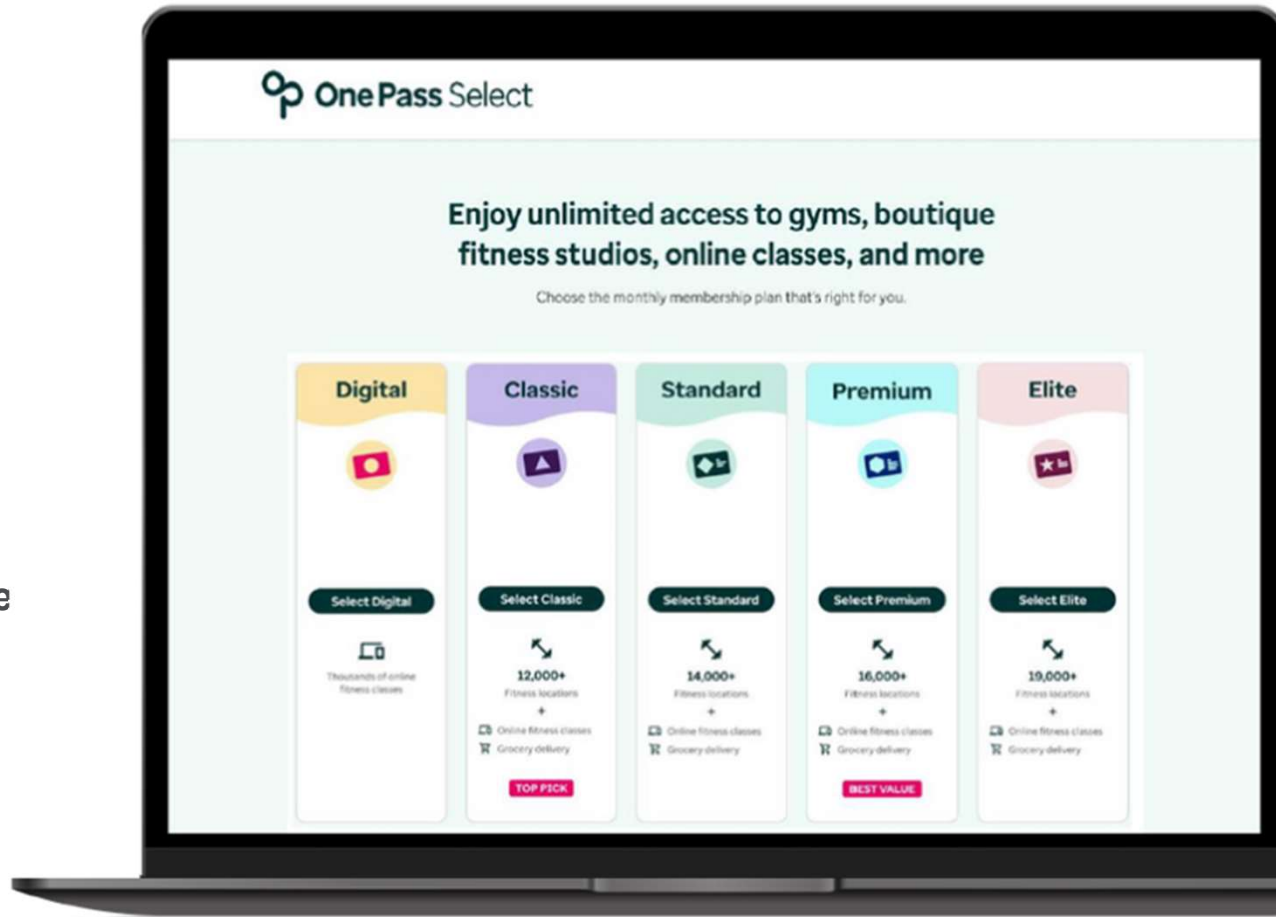 One Pass Select
Enjoy unlimited access to gyms, boutique
fitness studios, online classes, and more
Choose the monthly membership plan that's right for you.
Digital
Select Digital
Thousands of online
fitness classes
Classic
Select Classic
12,000+
Fitness locations
+
Online fitness classes
Grocery delivery
TOP PICK
Standard
Select Standard
14,000+
Fitness locations
+
Online fitness classes
Grocery delivery
Premium
Select Premium
16,000+
Fitness locations
+
Online fitness classes
Grocery delivery
BEST VALUE
Elite
Select Elite
19,000+
Fitness locations
+
Online fitness classes
Grocery delivery
e